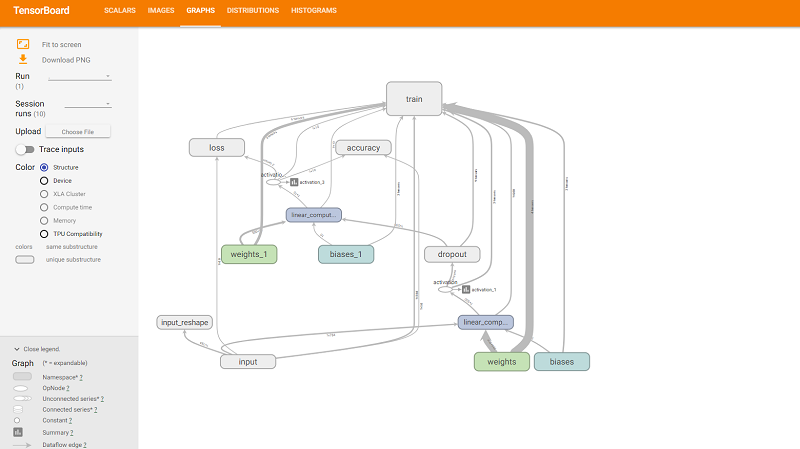 TensorBoard
SCALARS IMAGES GRAPHS DISTRIBUTIONS HISTOGRAMS
Fit to screen
Download PNG
Run
(1)
Session
runs (10)
Upload Choose File
Trace inputs
Color Structure
Device
XLA Cluster
Compute time
Memory
TPU Compatibility
colors same substructure
unique substructure
Close legend.
Graph (* = expandable)
Namespace* ?
OpNode ?
Unconnected series* ?
Connected series* ?
Constant ?
Summary ?
Dataflow edge ?
train
loss
accuracy
activatio...
activation_3
linear_comput...
weights_1
biases_1
dropout
activation
activation_1
input_reshape
linear_comp...
input
weights
biases